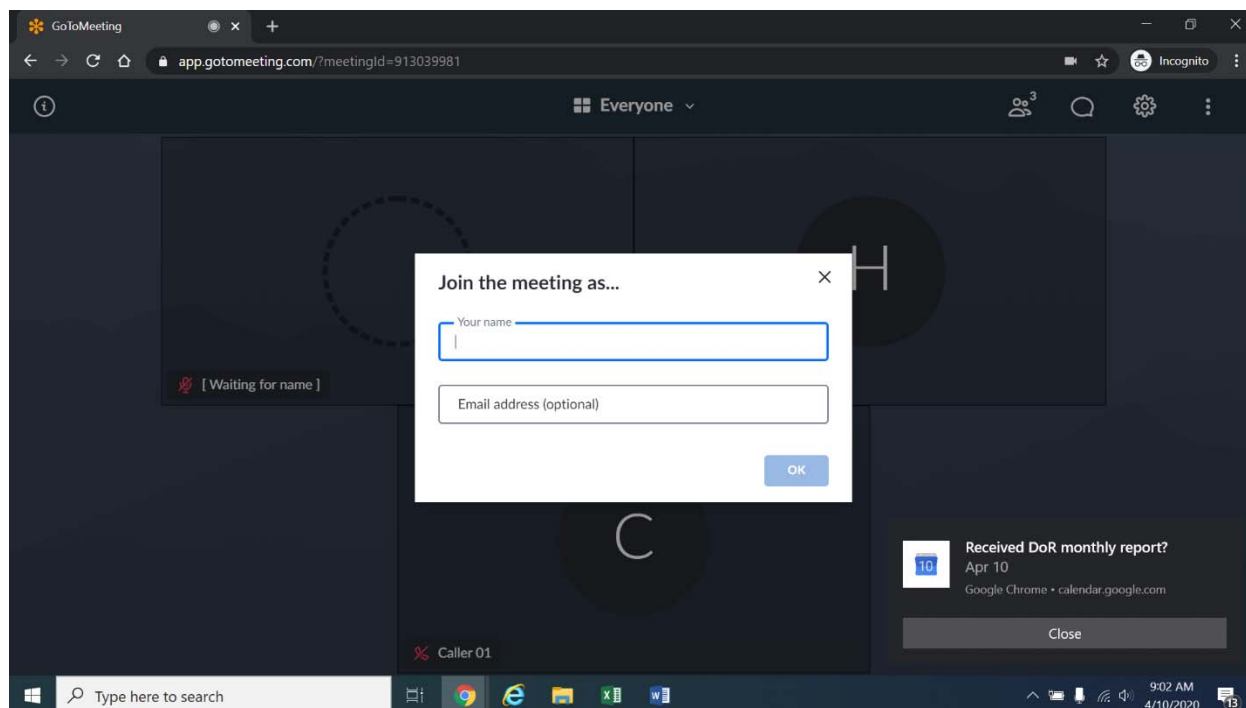 GoToMeeting
app.gotomeeting.com/?meetingId=913039981
Incognito
Everyone
3
H
Join the meeting as...
Your name
[ Waiting for name ]
Email address (optional)
OK
C
Received DoR monthly report?
10
Apr 10
Google Chrome • calendar.google.com
Close
Caller 01
Type here to search
9:02 AM
4/10/2020
13